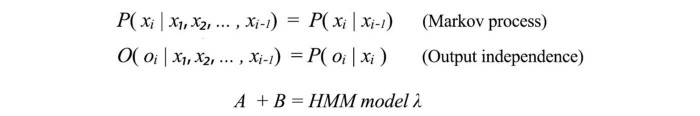 P( xᵢ | x₁, x₂, ... , xᵢ₋₁) = P( xᵢ | xᵢ₋₁) (Markov process)
O( oᵢ | x₁, x₂, ... , xᵢ₋₁) = P( oᵢ | xᵢ ) (Output independence)
A + B = HMM model λ